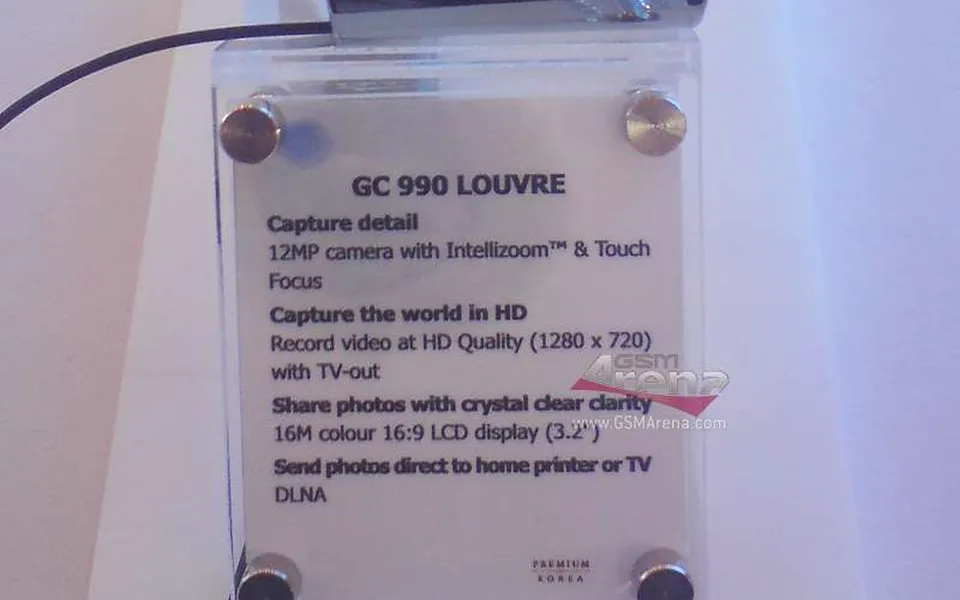 GC 990 LOUVRE
Capture detail
12MP camera with Intellizoom™ & Touch
Focus
Capture the world in HD
Record video at HD Quality (1280 x 720)
with TV-out
GSM
Arena
Share photos with crystal clear clarity
www.GSMArena.com
16M colour 16:9 LCD display (3.2")
Send photos direct to home printer or TV
DLNA
PREMIUM
KOREA